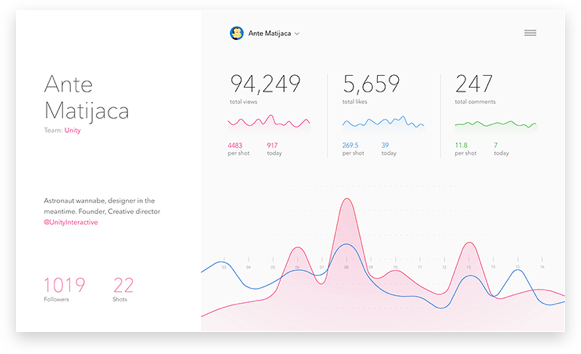 Ante Matijaca
Ante
Matijaca
Team: Unity
Astronaut wannabe, designer in the
meantime. Founder, Creative director
@UnityInteractive
1019
Followers
22
Shots
94,249
total views
4483
per shot
917
today
5,659
total likes
269.5
per shot
39
today
247
total comments
11.8
per shot
7
today